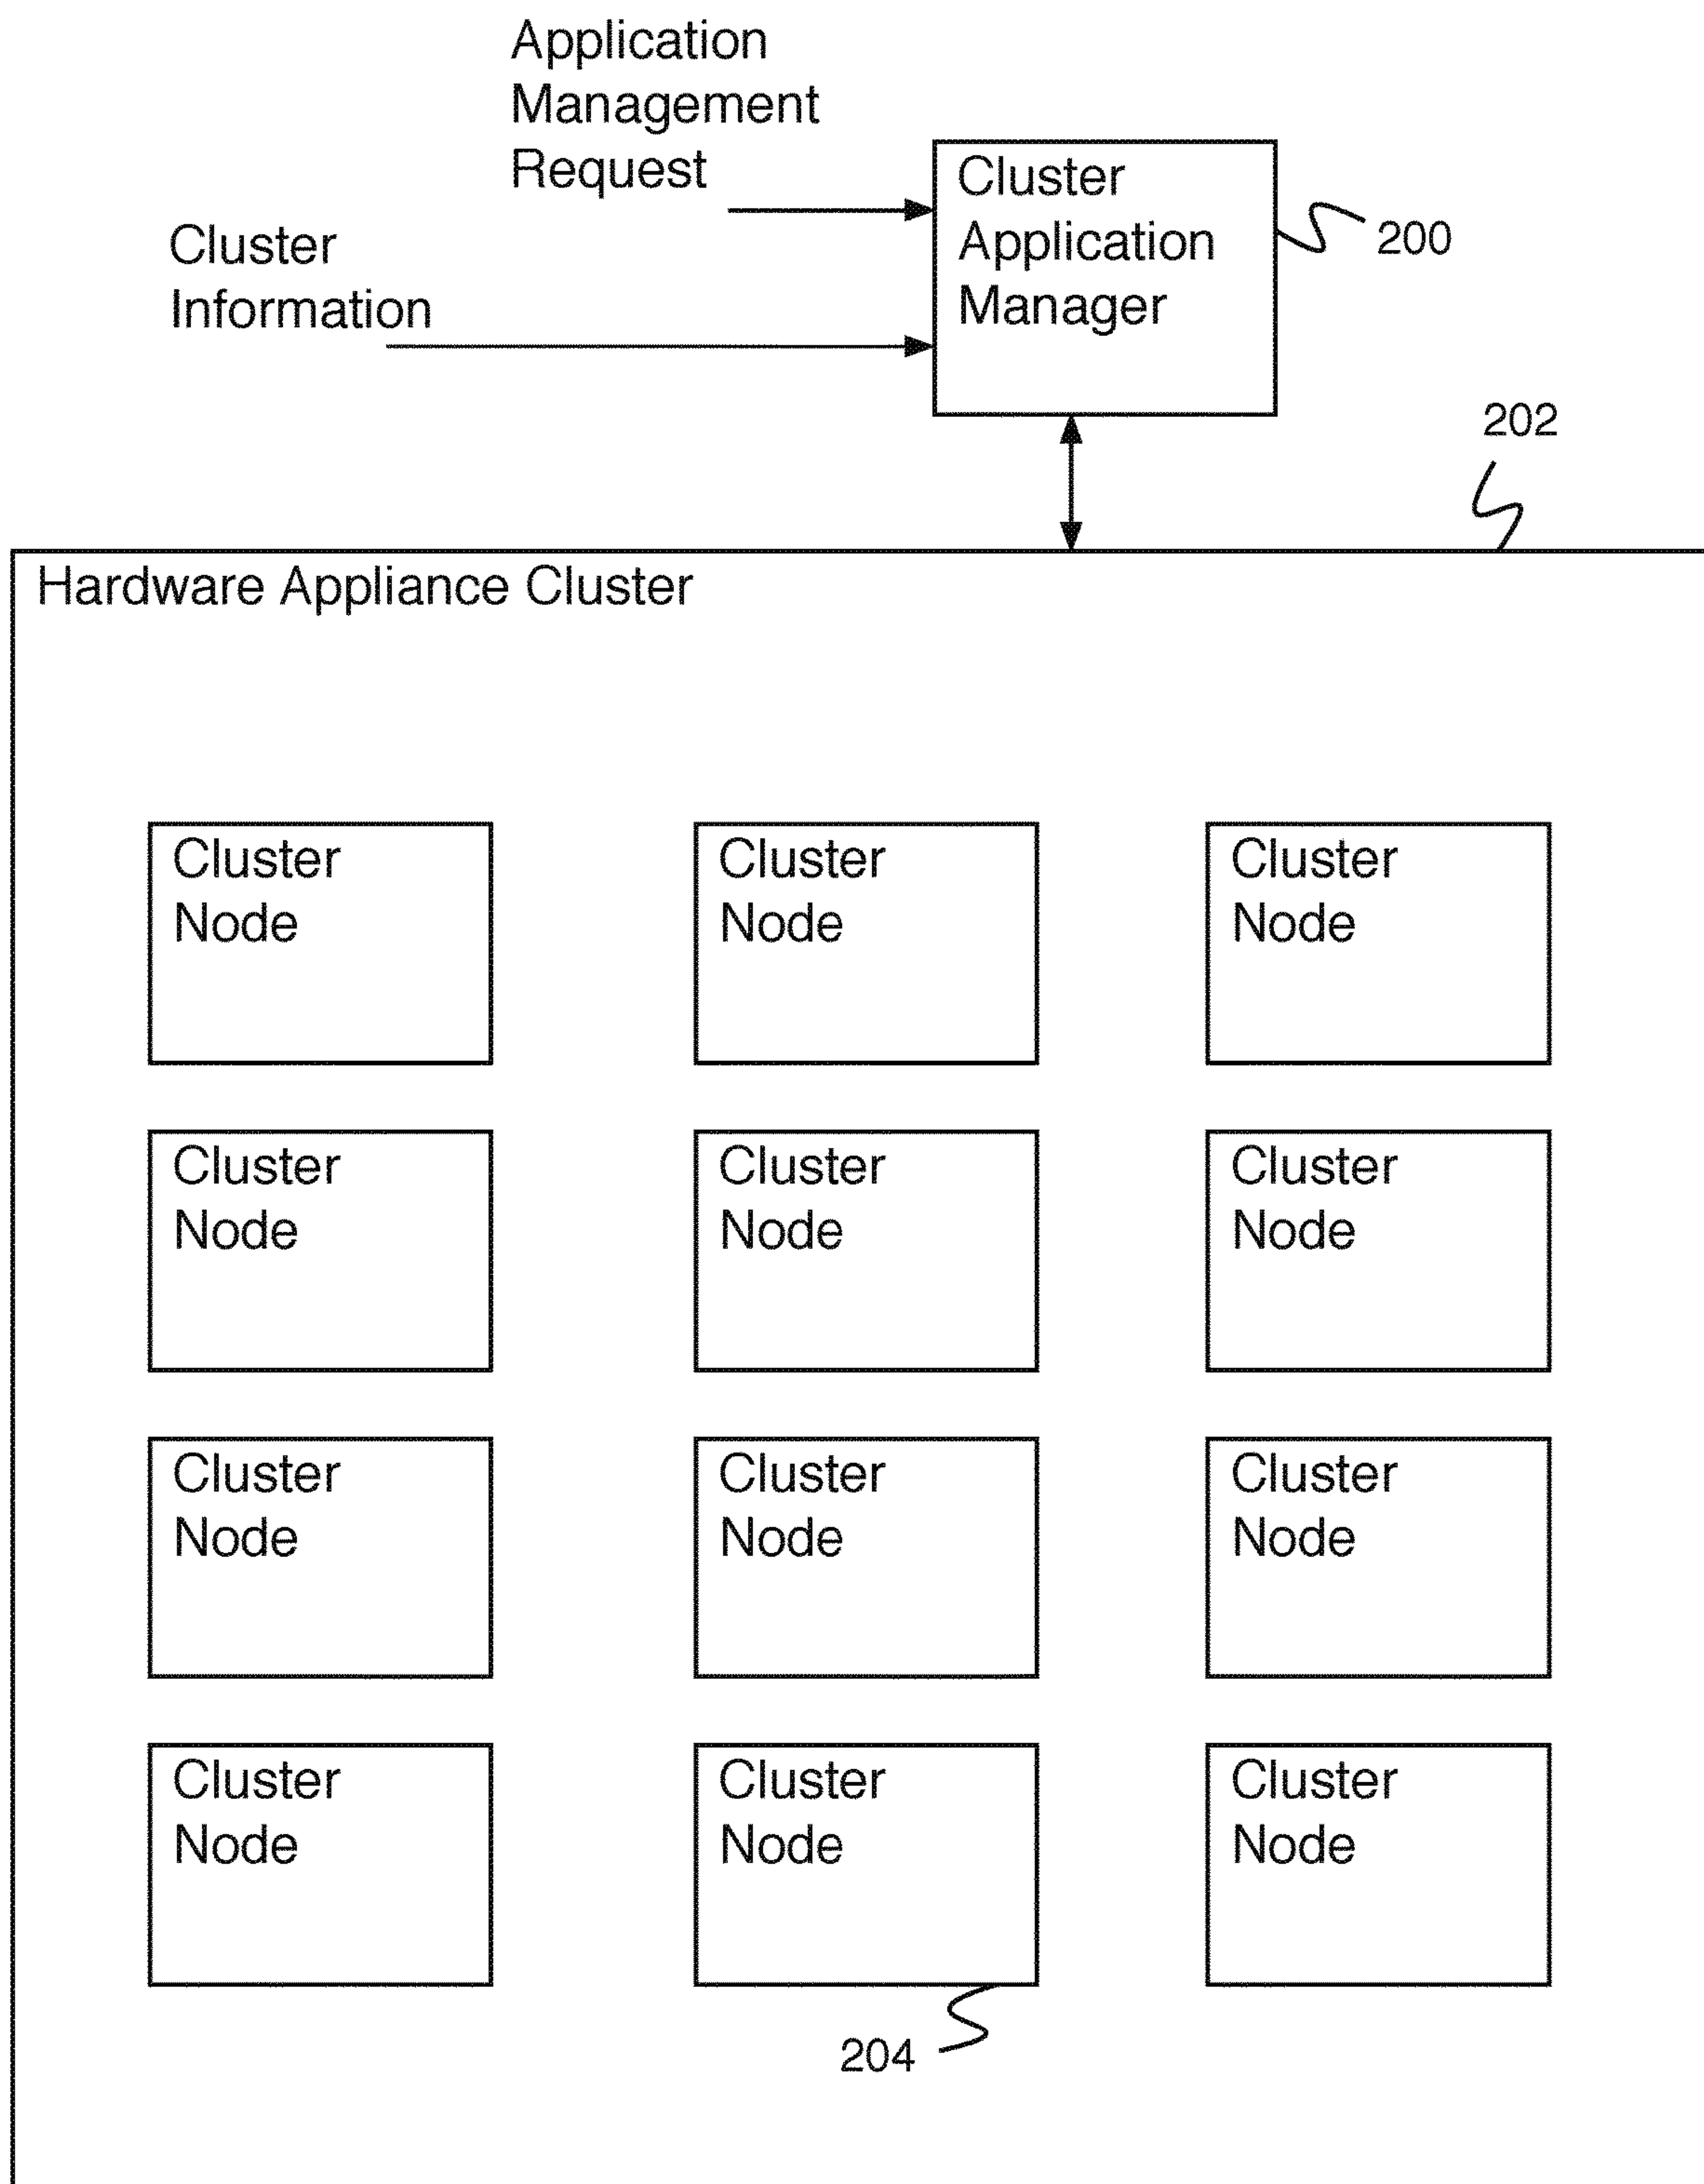 Application
Management
Request
Cluster
Information
Cluster
Application
Manager
200
202
Hardware Appliance Cluster
Cluster
Node
Cluster
Node
Cluster
Node
Cluster
Node
Cluster
Node
Cluster
Node
Cluster
Node
Cluster
Node
Cluster
Node
Cluster
Node
Cluster
Node
Cluster
Node
204